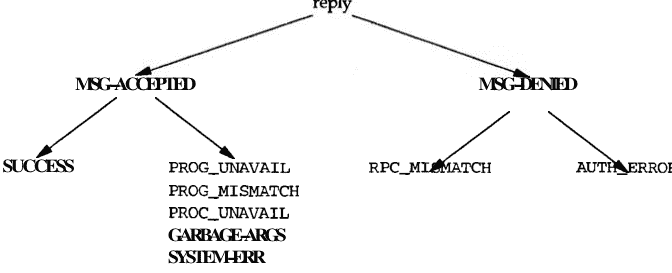 reply
MSG-ACCEPTED
MSG-DENIED
SUCCESS
PROG_UNAVAIL
RPC_MISMATCH
AUTH_ERROR
PROG_MISMATCH
PROC_UNAVAIL
GARBAGE-ARGS
SYSTEM-ERR